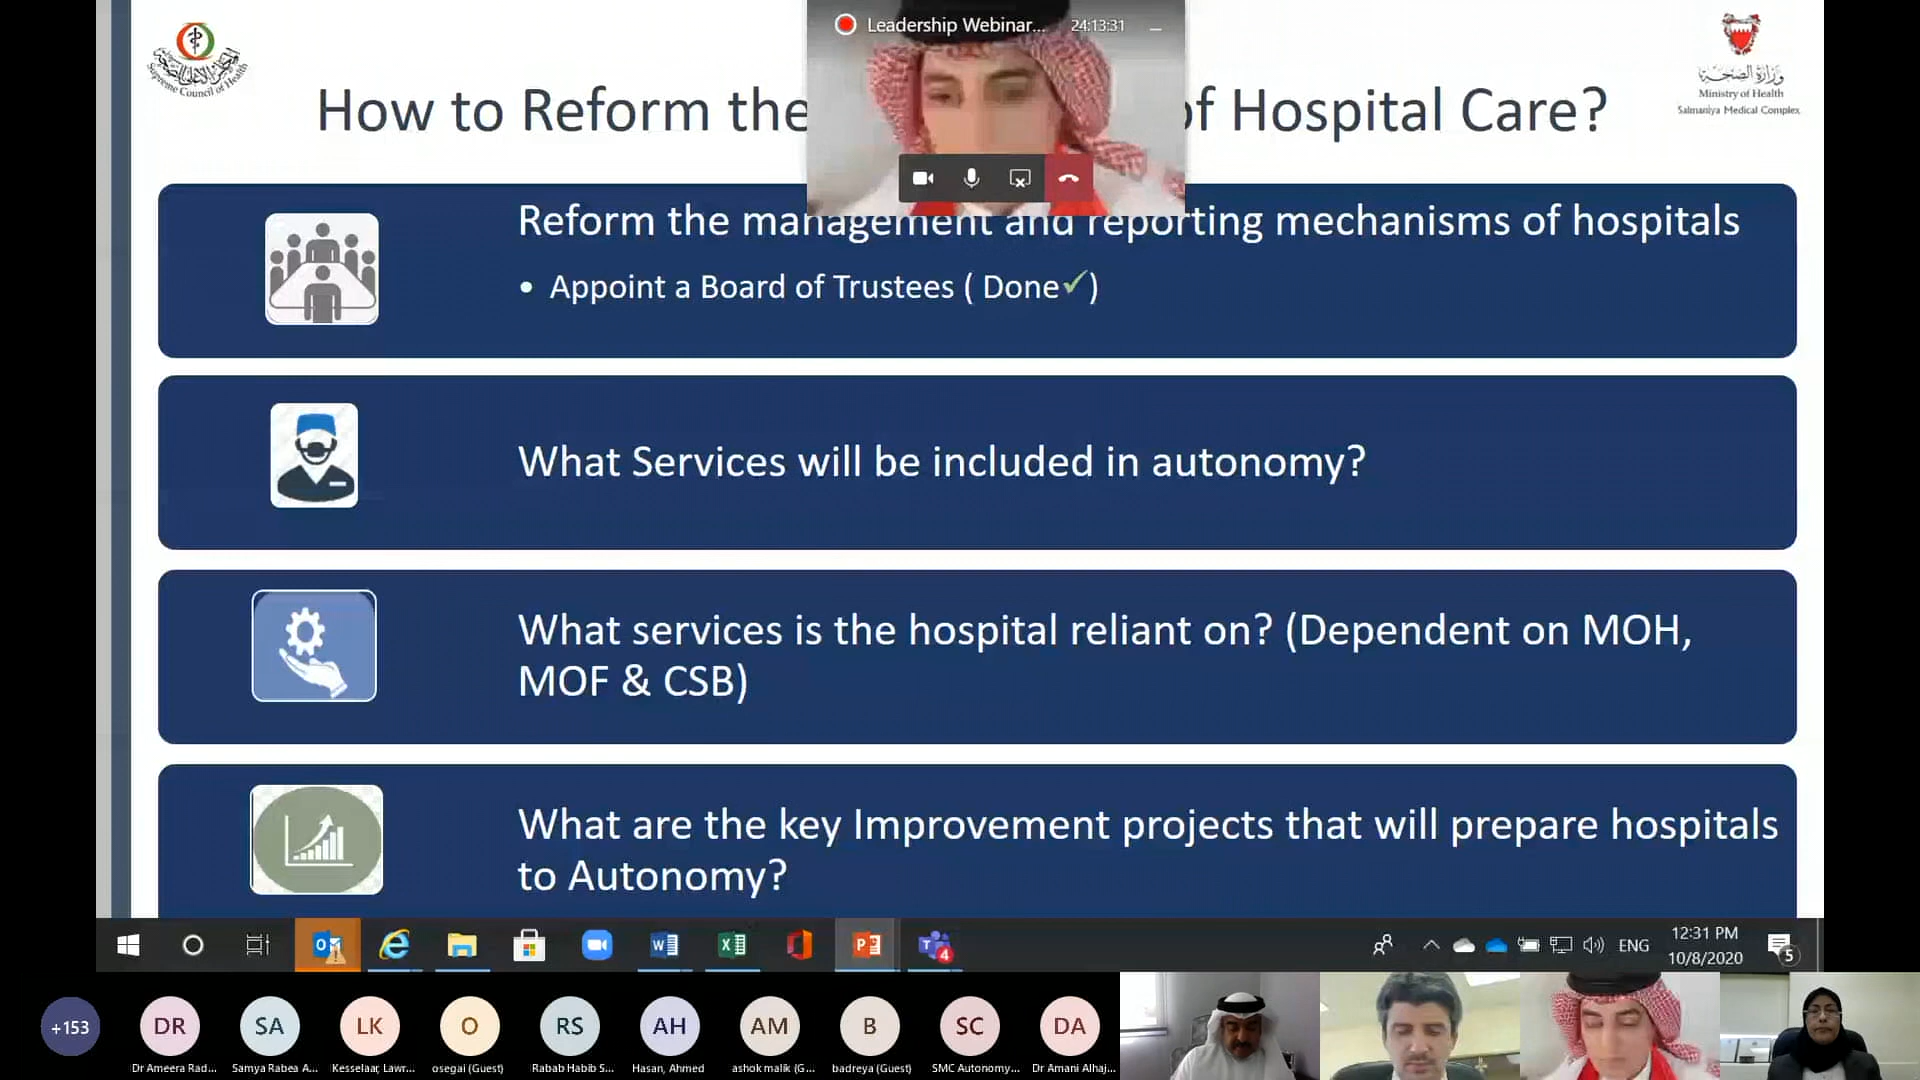 Leadership Webinar...
24:13:31
المجلس الأعلى للصحة
Supreme Council of Health
وزارة الصحة
Ministry of Health
Salmaniya Medical Complex
How to Reform the
of Hospital Care?
Reform the management and reporting mechanisms of hospitals
• Appoint a Board of Trustees ( Done✓)
What Services will be included in autonomy?
What services is the hospital reliant on? (Dependent on MOH,
MOF & CSB)
What are the key Improvement projects that will prepare hospitals
to Autonomy?
4
ENG
12:31 PM
10/8/2020
5
+153
DR
SA
LK
O
RS
AH
AM
B
SC
DA
Dr Ameera Rad...
Samya Rabea A...
Kesselaar, Lawr...
osegai (Guest)
Rabab Habib S...
Hasan, Ahmed
ashok malik (G...
badreya (Guest)
SMC Autonomy...
Dr Amani Alhaj...